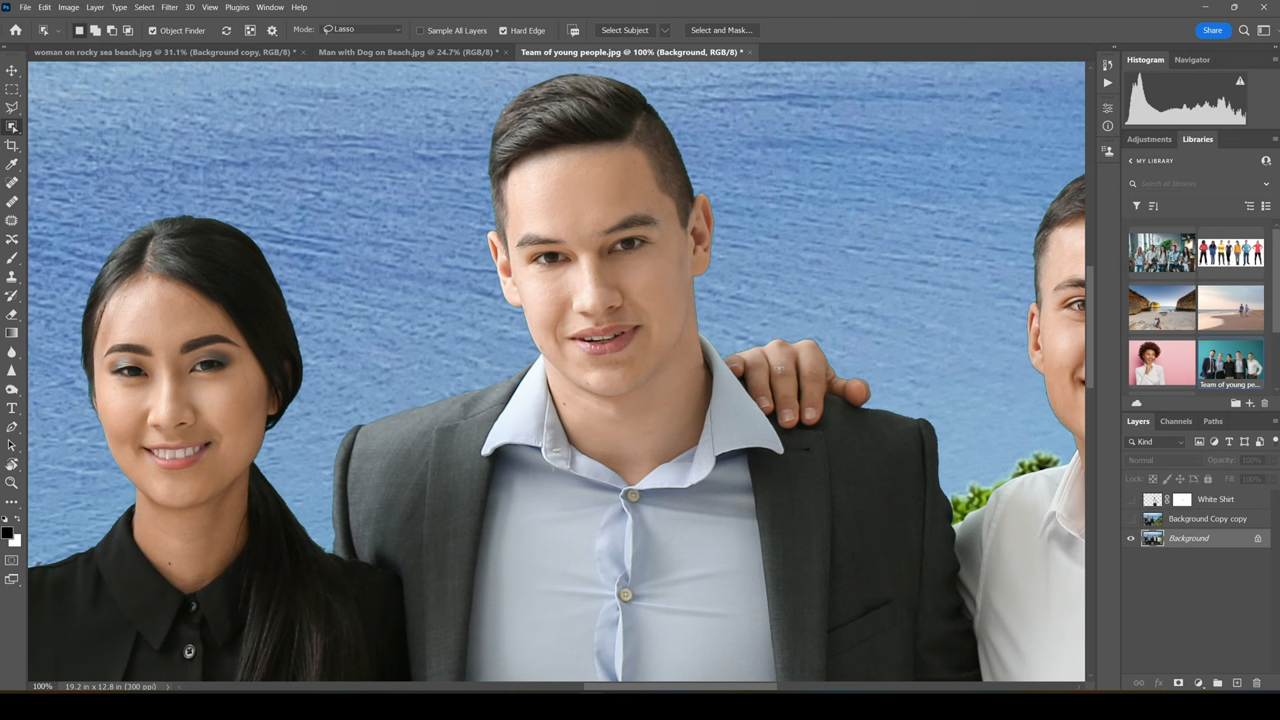 Ps File Edit Image Layer Type Select Filter 3D View Plugins Window Help
Mode: Lasso Sample All Layers Hard Edge Select Subject Select and Mask... Share
Object Finder
woman on rocky sea beach.jpg @ 31.1% (Background copy, RGB/8) * × Man with Dog on Beach.jpg @ 24.7% (RGB/8) * × Team of young people.jpg @ 100% (Background, RGB/8) * ×
Histogram Navigator
Adjustments Libraries
MY LIBRARY
Search all libraries
Team of young pe...
Layers Channels Paths
Kind
Normal Opacity: 100%
Lock: Fill: 100%
White Shirt
Background Copy copy
Background
100% 19.2 in x 12.8 in (300 ppi)